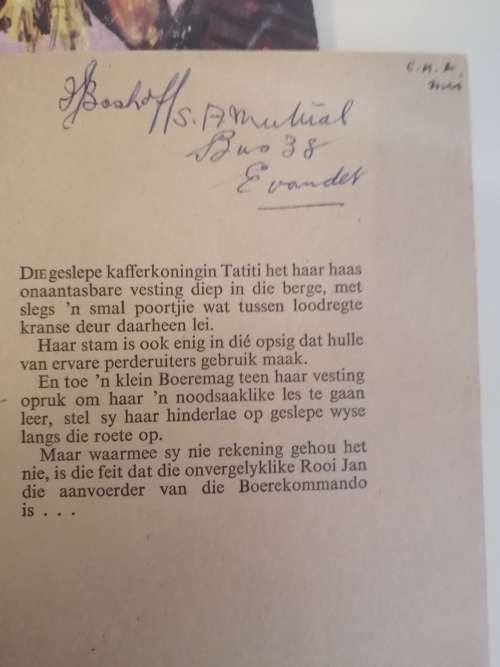 J Boshoff S. A Mutual
Bus 38
Evander
DIE geslepe kafferkoningin Tatiti het haar haas
onaantasbare vesting diep in die berge, met
slegs 'n smal poortjie wat tussen loodregte
kranse deur daarheen lei.
Haar stam is ook enig in dié opsig dat hulle
van ervare perderuiters gebruik maak.
En toe 'n klein Boeremag teen haar vesting
opruk om haar 'n noodsaaklike les te gaan
leer, stel sy haar hinderlae op geslepe wyse
langs die roete op.
Maar waarmee sy nie rekening gehou het
nie, is die feit dat die onvergelyklike Rooi Jan
die aanvoerder van die Boerekommando
is . . .